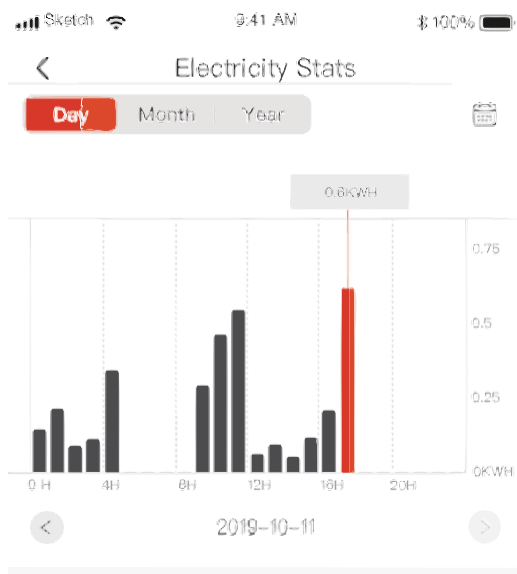 Sketch 9:41 AM 100%
Electricity Stats
Day Month Year
0.6KWH
0.75
0.5
0.25
0KWH
0 H 4H 8H 12H 16H 20H
2019-10-11